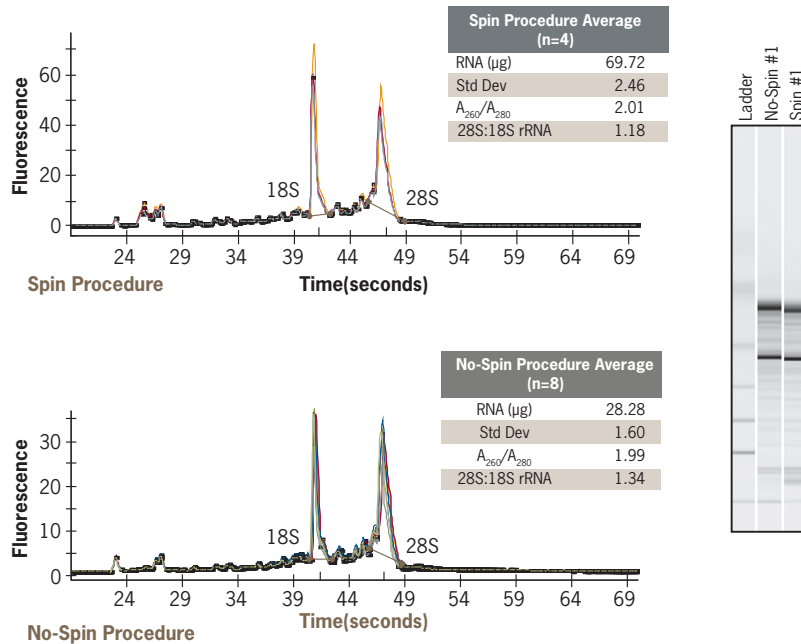 Spin Procedure Average
(n=4)
RNA (µg) 69.72
Std Dev 2.46
A260/A280 2.01
28S:18S rRNA 1.18
Fluorescence
60
40
20
0
18S
28S
24 29 34 39 44 49 54 59 64 69
Spin Procedure
Time(seconds)
No-Spin Procedure Average
(n=8)
RNA (µg) 28.28
Std Dev 1.60
A260/A280 1.99
28S:18S rRNA 1.34
Fluorescence
30
20
10
0
18S
28S
24 29 34 39 44 49 54 59 64 69
Time(seconds)
No-Spin Procedure
Ladder
No-Spin #1
Spin #1